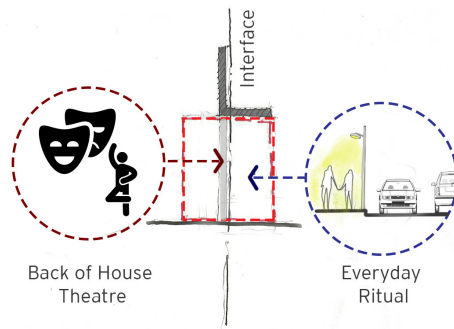 Interface
Back of House
Theatre
Everyday
Ritual